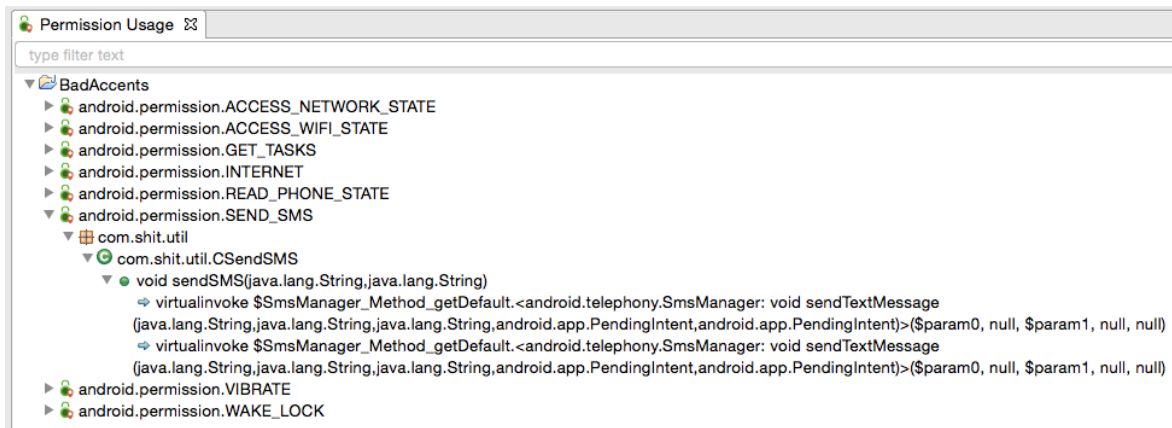 Permission Usage
type filter text
BadAccents
android.permission.ACCESS_NETWORK_STATE
android.permission.ACCESS_WIFI_STATE
android.permission.GET_TASKS
android.permission.INTERNET
android.permission.READ_PHONE_STATE
android.permission.SEND_SMS
com.shit.util
com.shit.util.CSendSMS
void sendSMS(java.lang.String,java.lang.String)
virtualinvoke $SmsManager_Method_getDefault.<android.telephony.SmsManager: void sendTextMessage
(java.lang.String,java.lang.String,java.lang.String,android.app.PendingIntent,android.app.PendingIntent)>($param0, null, $param1, null, null)
virtualinvoke $SmsManager_Method_getDefault.<android.telephony.SmsManager: void sendTextMessage
(java.lang.String,java.lang.String,java.lang.String,android.app.PendingIntent,android.app.PendingIntent)>($param0, null, $param1, null, null)
android.permission.VIBRATE
android.permission.WAKE_LOCK